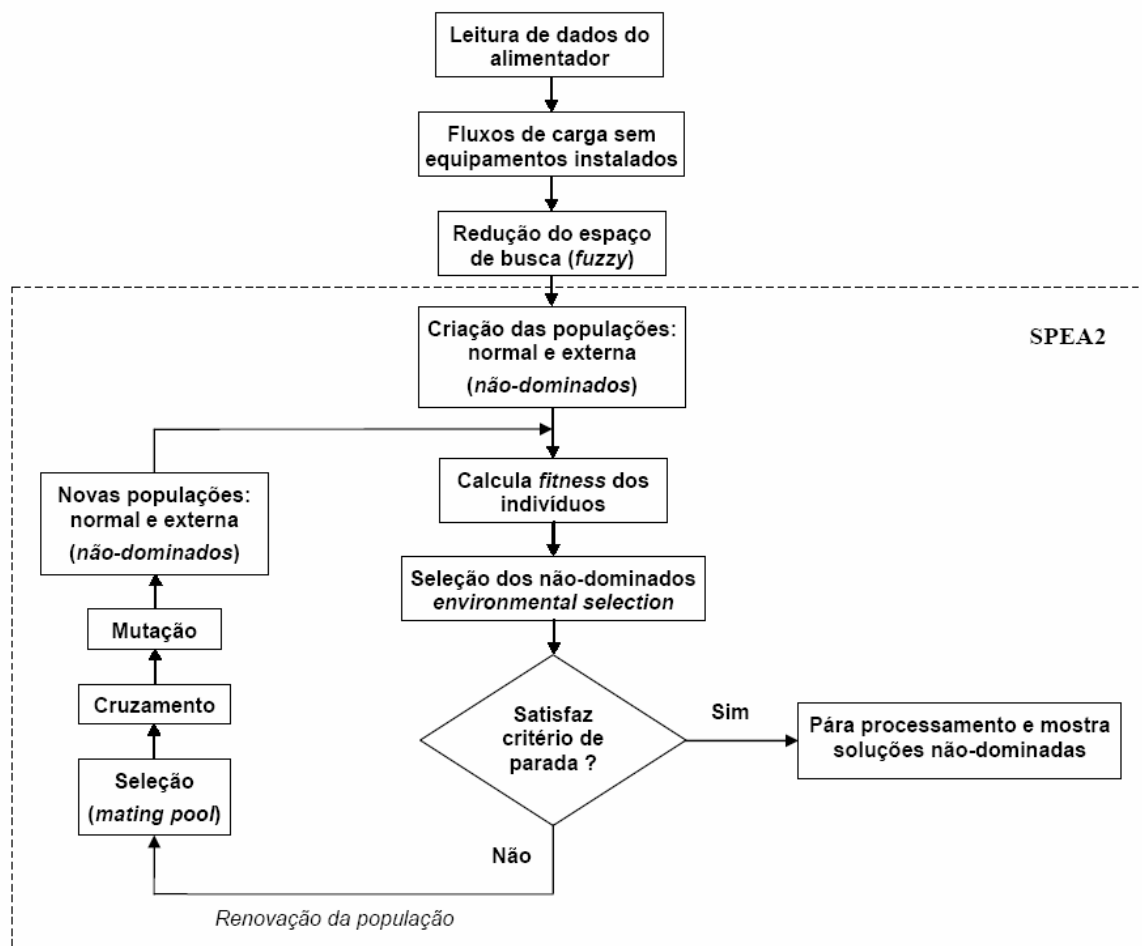 Leitura de dados do
alimentador
Fluxos de carga sem
equipamentos instalados
Redução do espaço
de busca (fuzzy)
SPEA2
Criação das populações:
normal e externa
(não-dominados)
Calcula fitness dos
indivíduos
Seleção dos não-dominados
environmental selection
Satisfaz
critério de
parada ?
Sim
Pára processamento e mostra
soluções não-dominadas
Não
Renovação da população
Seleção
(mating pool)
Cruzamento
Mutação
Novas populações:
normal e externa
(não-dominados)